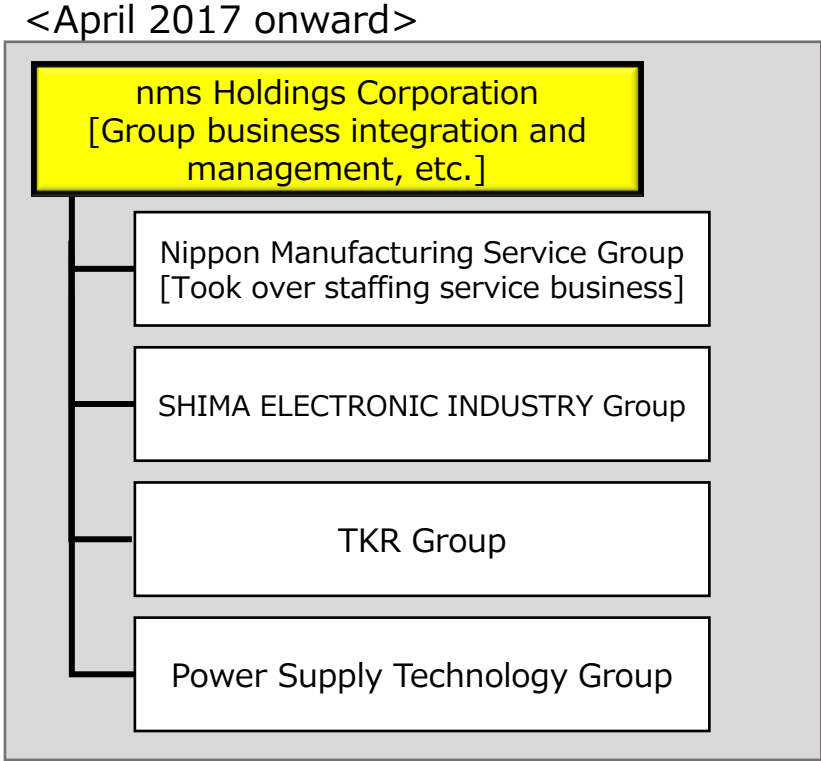 <April 2017 onward>
nms Holdings Corporation
[Group business integration and
management, etc.]
Nippon Manufacturing Service Group
[Took over staffing service business]
SHIMA ELECTRONIC INDUSTRY Group
TKR Group
Power Supply Technology Group